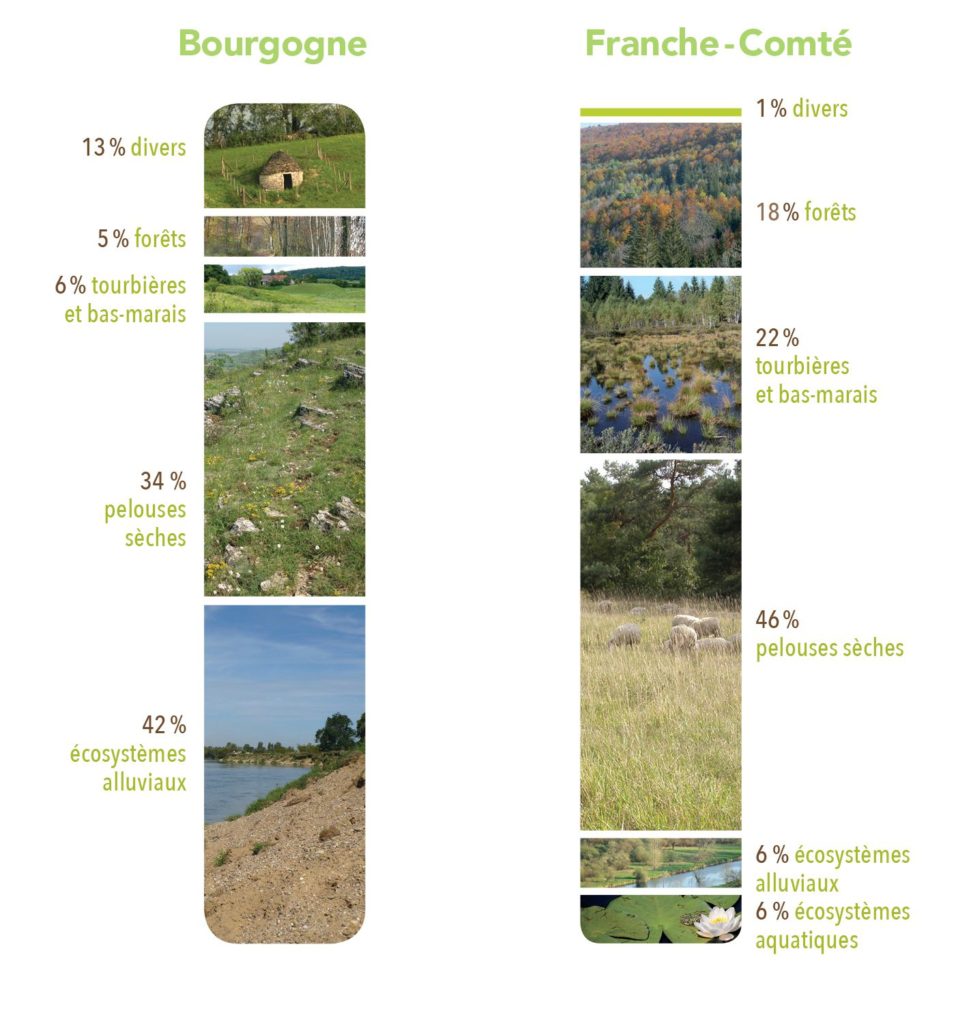 Bourgogne
13 % divers
5 % forêts
6 % tourbières
et bas-marais
34 %
pelouses
sèches
42 %
écosystèmes
alluviaux
Franche-Comté
1 % divers
18 % forêts
22 %
tourbières
et bas-marais
46 %
pelouses sèches
6 % écosystèmes
alluviaux
6 % écosystèmes
aquatiques